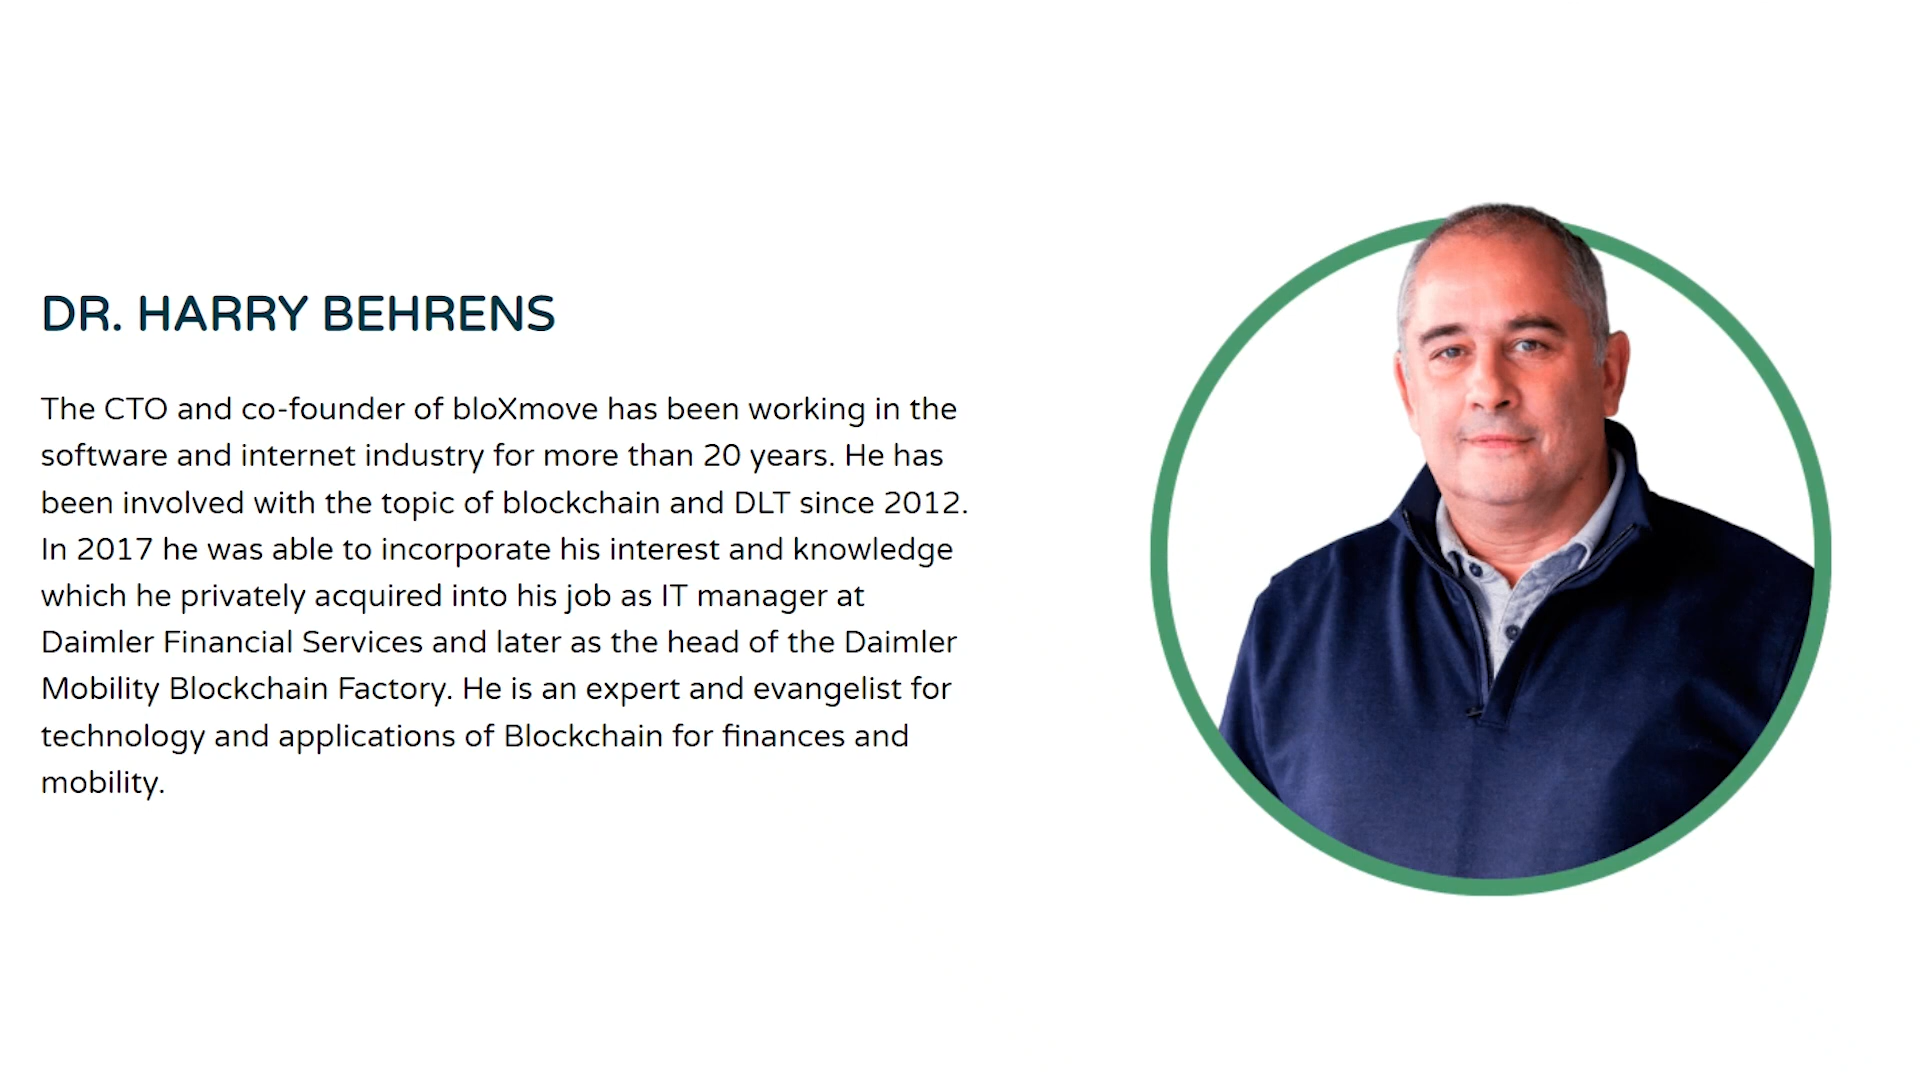 DR. HARRY BEHRENS
The CTO and co-founder of bloXmove has been working in the
software and internet industry for more than 20 years. He has
been involved with the topic of blockchain and DLT since 2012.
In 2017 he was able to incorporate his interest and knowledge
which he privately acquired into his job as IT manager at
Daimler Financial Services and later as the head of the Daimler
Mobility Blockchain Factory. He is an expert and evangelist for
technology and applications of Blockchain for finances and
mobility.